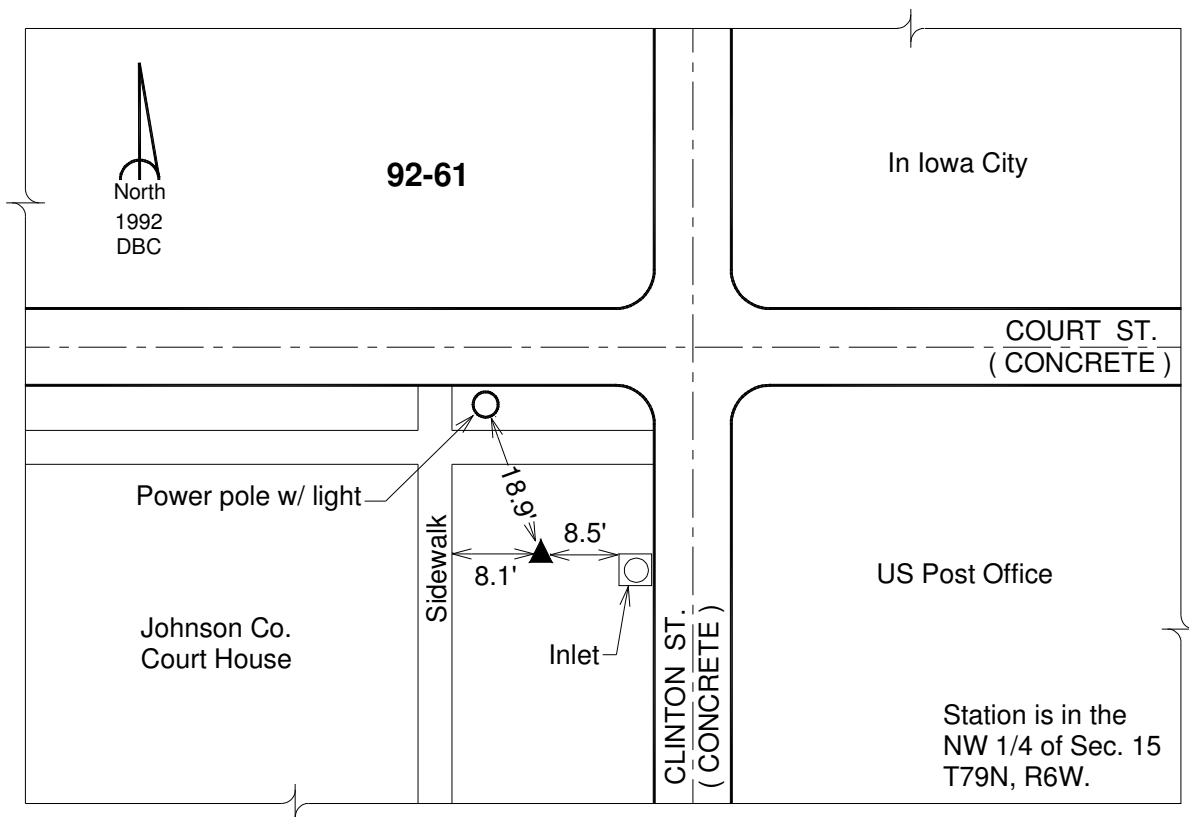 92-61
In Iowa City
North
1992
DBC
COURT ST.
( CONCRETE )
Power pole w/ light
18.9'
8.5'
8.1'
Sidewalk
US Post Office
Johnson Co.
Court House
Inlet
CLINTON ST.
( CONCRETE )
Station is in the
NW 1/4 of Sec. 15
T79N, R6W.